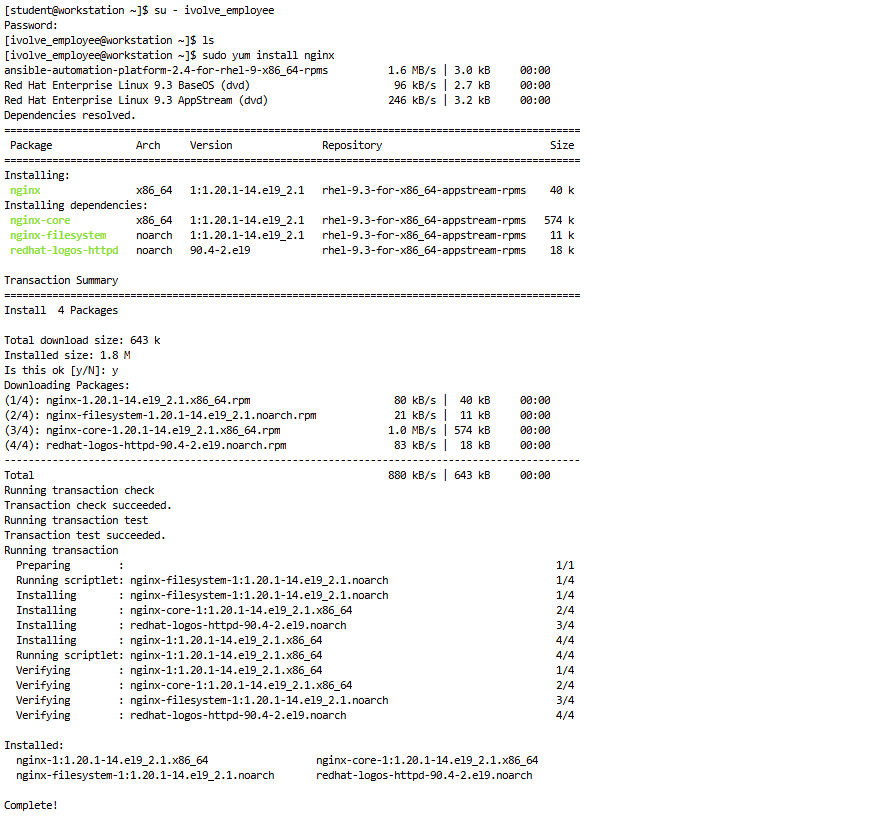 [student@workstation ~]$ su - ivolve_employee
Password:
[ivolve_employee@workstation ~]$ ls
[ivolve_employee@workstation ~]$ sudo yum install nginx
ansible-automation-platform-2.4-for-rhel-9-x86_64-rpms          1.6 MB/s | 3.0 kB     00:00
Red Hat Enterprise Linux 9.3 BaseOS (dvd)                        96 kB/s | 2.7 kB     00:00
Red Hat Enterprise Linux 9.3 AppStream (dvd)                    246 kB/s | 3.2 kB     00:00
Dependencies resolved.
================================================================================================
 Package              Arch     Version               Repository                            Size
================================================================================================
Installing:
 nginx                x86_64   1:1.20.1-14.el9_2.1   rhel-9.3-for-x86_64-appstream-rpms    40 k
Installing dependencies:
 nginx-core           x86_64   1:1.20.1-14.el9_2.1   rhel-9.3-for-x86_64-appstream-rpms   574 k
 nginx-filesystem     noarch   1:1.20.1-14.el9_2.1   rhel-9.3-for-x86_64-appstream-rpms    11 k
 redhat-logos-httpd   noarch   90.4-2.el9            rhel-9.3-for-x86_64-appstream-rpms    18 k
Transaction Summary
================================================================================================
Install  4 Packages
Total download size: 643 k
Installed size: 1.8 M
Is this ok [y/N]: y
Downloading Packages:
(1/4): nginx-1.20.1-14.el9_2.1.x86_64.rpm                        80 kB/s |  40 kB     00:00
(2/4): nginx-filesystem-1.20.1-14.el9_2.1.noarch.rpm             21 kB/s |  11 kB     00:00
(3/4): nginx-core-1.20.1-14.el9_2.1.x86_64.rpm                  1.0 MB/s | 574 kB     00:00
(4/4): redhat-logos-httpd-90.4-2.el9.noarch.rpm                  83 kB/s |  18 kB     00:00
------------------------------------------------------------------------------------------------
Total                                                           880 kB/s | 643 kB     00:00
Running transaction check
Transaction check succeeded.
Running transaction test
Transaction test succeeded.
Running transaction
  Preparing        :                                                                        1/1
  Running scriptlet: nginx-filesystem-1:1.20.1-14.el9_2.1.noarch                            1/4
  Installing       : nginx-filesystem-1:1.20.1-14.el9_2.1.noarch                            1/4
  Installing       : nginx-core-1:1.20.1-14.el9_2.1.x86_64                                  2/4
  Installing       : redhat-logos-httpd-90.4-2.el9.noarch                                   3/4
  Installing       : nginx-1:1.20.1-14.el9_2.1.x86_64                                       4/4
  Running scriptlet: nginx-1:1.20.1-14.el9_2.1.x86_64                                       4/4
  Verifying        : nginx-1:1.20.1-14.el9_2.1.x86_64                                       1/4
  Verifying        : nginx-core-1:1.20.1-14.el9_2.1.x86_64                                  2/4
  Verifying        : nginx-filesystem-1:1.20.1-14.el9_2.1.noarch                            3/4
  Verifying        : redhat-logos-httpd-90.4-2.el9.noarch                                   4/4
Installed:
  nginx-1:1.20.1-14.el9_2.1.x86_64                  nginx-core-1:1.20.1-14.el9_2.1.x86_64
  nginx-filesystem-1:1.20.1-14.el9_2.1.noarch       redhat-logos-httpd-90.4-2.el9.noarch
Complete!